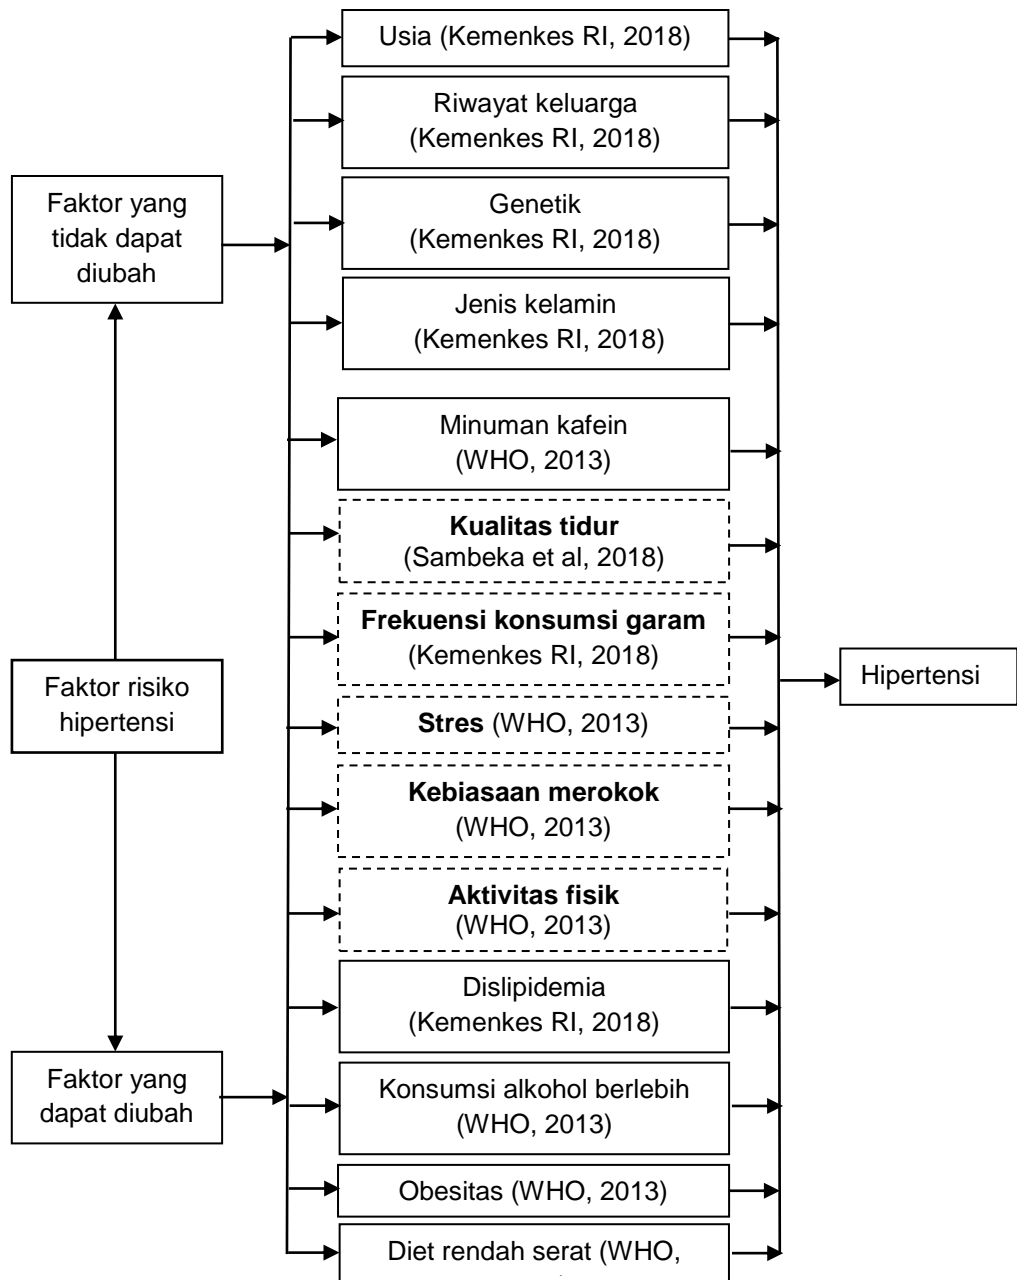 Usia (Kemenkes RI, 2018)
Riwayat keluarga
(Kemenkes RI, 2018)
Faktor yang
tidak dapat
diubah
Genetik
(Kemenkes RI, 2018)
Jenis kelamin
(Kemenkes RI, 2018)
Minuman kafein
(WHO, 2013)
Kualitas tidur
(Sambeka et al, 2018)
Frekuensi konsumsi garam
(Kemenkes RI, 2018)
Faktor risiko
hipertensi
Hipertensi
Stres (WHO, 2013)
Kebiasaan merokok
(WHO, 2013)
Aktivitas fisik
(WHO, 2013)
Dislipidemia
(Kemenkes RI, 2018)
Faktor yang
dapat diubah
Konsumsi alkohol berlebih
(WHO, 2013)
Obesitas (WHO, 2013)
Diet rendah serat (WHO,